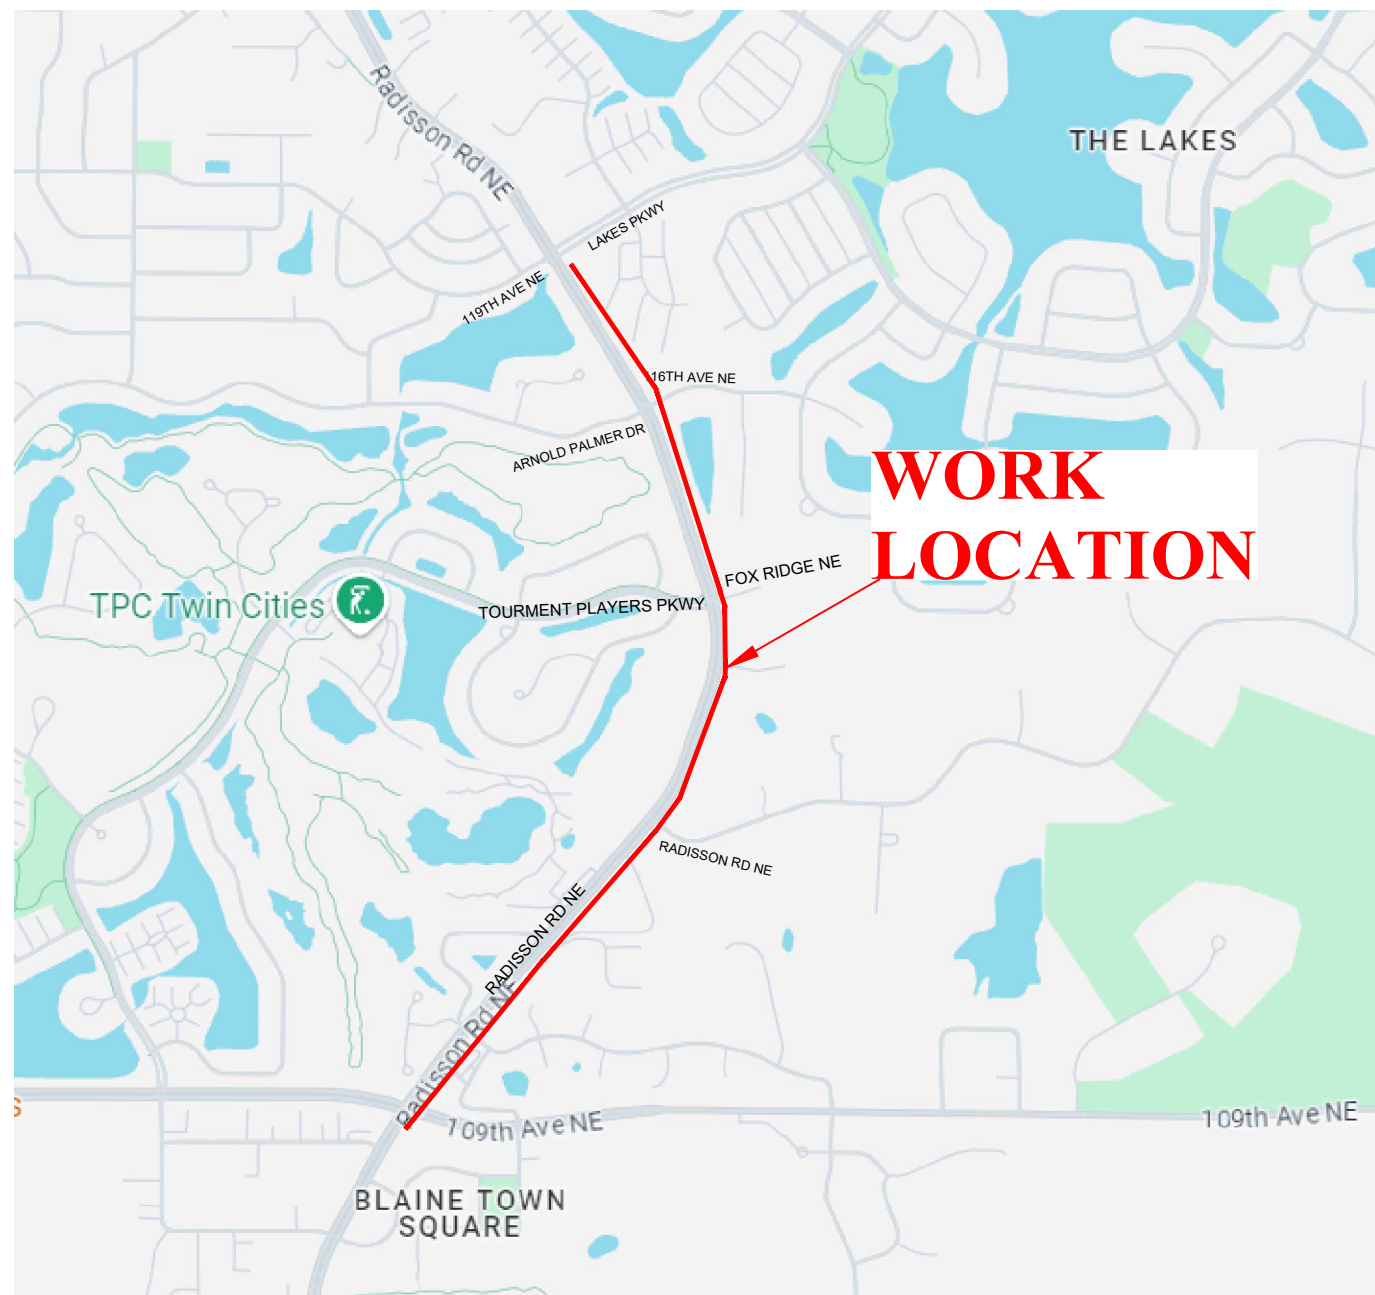 Radisson Rd NE
THE LAKES
LAKES PKWY
119TH AVE NE
116TH AVE NE
ARNOLD PALMER DR
WORK
LOCATION
FOX RIDGE NE
TPC Twin Cities
TOURMENT PLAYERS PKWY
RADISSON RD NE
RADISSON RD NE
Radisson Rd NE
S
109th Ave NE
109th Ave NE
BLAINE TOWN
SQUARE